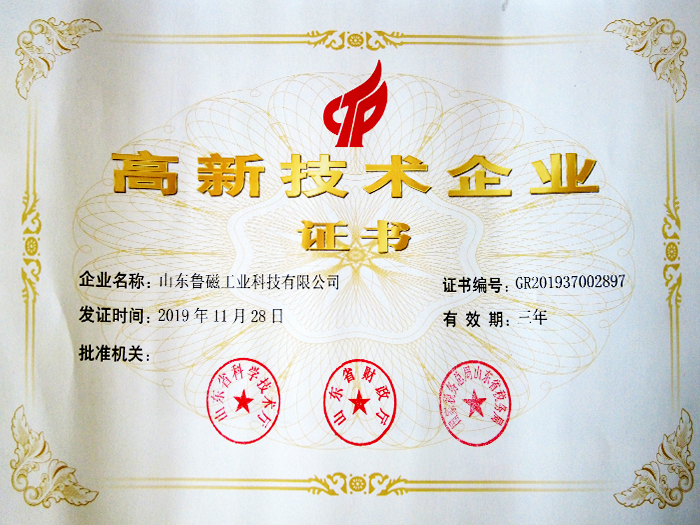 高新技术企业
证书
企业名称：山东鲁磁工业科技有限公司
证书编号：GR201937002897
发证时间：2019年11月28日
有效期：三年
批准机关：
山东省科学技术厅
山东省财政厅
国家税务总局山东省税务局